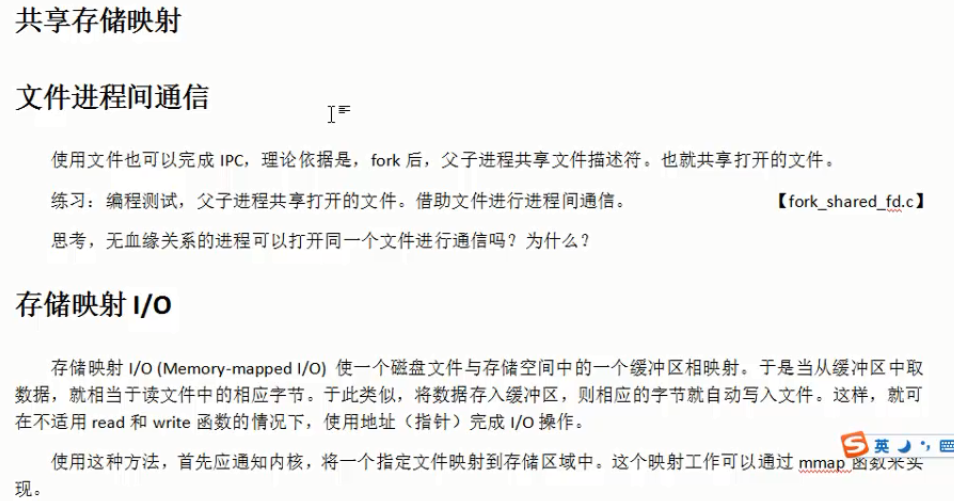 共享存储映射
文件进程间通信
使用文件也可以完成 IPC，理论依据是，fork 后，父子进程共享文件描述符。也就共享打开的文件。
练习：编程测试，父子进程共享打开的文件。借助文件进行进程间通信。 【fork_shared_fd.c】
思考，无血缘关系的进程可以打开同一个文件进行通信吗？为什么？
存储映射 I/O
存储映射 I/O (Memory-mapped I/O) 使一个磁盘文件与存储空间中的一个缓冲区相映射。于是当从缓冲区中取
数据，就相当于读文件中的相应字节。于此类似，将数据存入缓冲区，则相应的字节就自动写入文件。这样，就可
在不适用 read 和 write 函数的情况下，使用地址（指针）完成 I/O 操作。
使用这种方法，首先应通知内核，将一个指定文件映射到存储区域中。这个映射工作可以通过 mmap 函数来实
现。
S 英